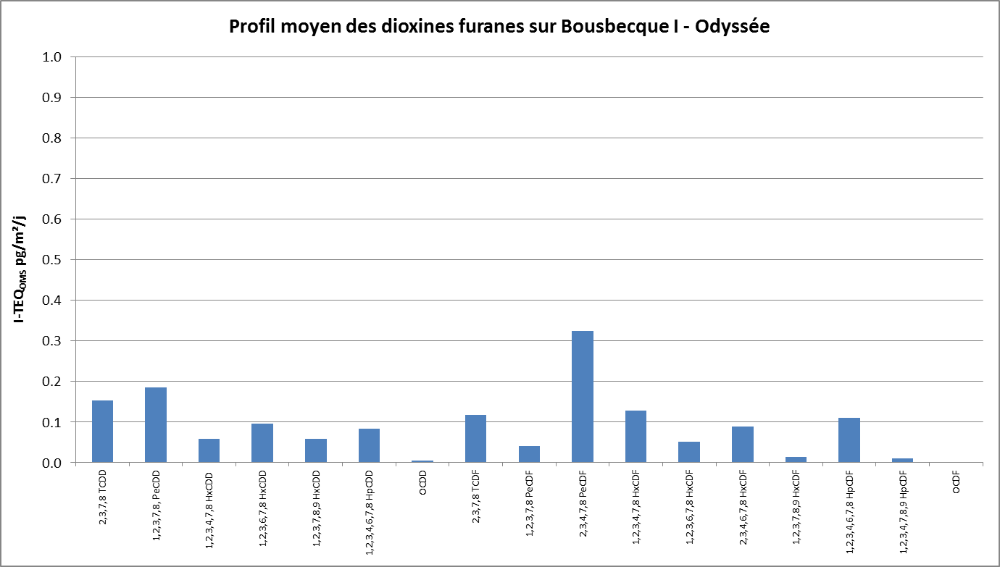 Profil moyen des dioxines furanes sur Bousbecque I - Odyssée
I-TEQOMS pg/m²/j
1.0
0.9
0.8
0.7
0.6
0.5
0.4
0.3
0.2
0.1
0.0
2,3,7,8 TCDD
1,2,3,7,8, PeCDD
1,2,3,4,7,8 HxCDD
1,2,3,6,7,8 HxCDD
1,2,3,7,8,9 HxCDD
1,2,3,4,6,7,8 HpCDD
OCDD
2,3,7,8 TCDF
1,2,3,7,8 PeCDF
2,3,4,7,8 PeCDF
1,2,3,4,7,8 HxCDF
1,2,3,6,7,8 HxCDF
2,3,4,6,7,8 HxCDF
1,2,3,7,8,9 HxCDF
1,2,3,4,6,7,8 HpCDF
1,2,3,4,7,8,9 HpCDF
OCDF